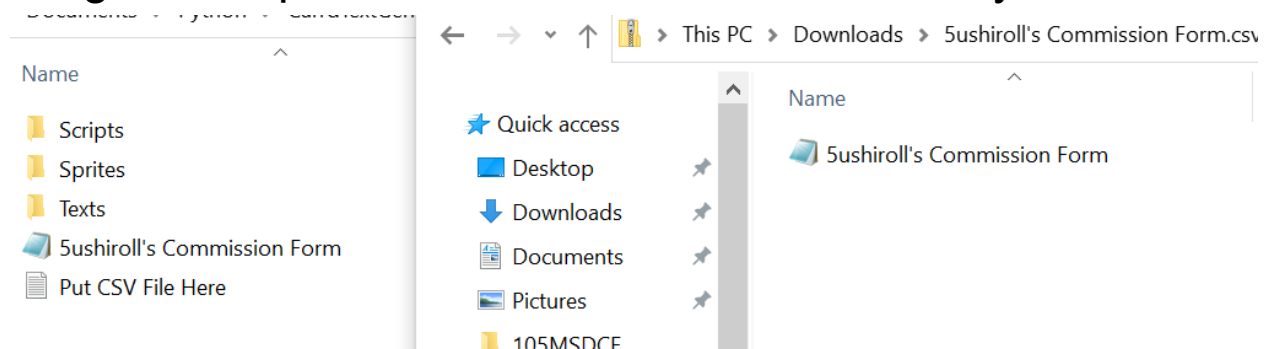 Name
Scripts
Sprites
Texts
5ushiroll's Commission Form
Put CSV File Here
This PC > Downloads > 5ushiroll's Commission Form.csv
Quick access
Desktop
Downloads
Documents
Pictures
105MSDCF
Name
5ushiroll's Commission Form